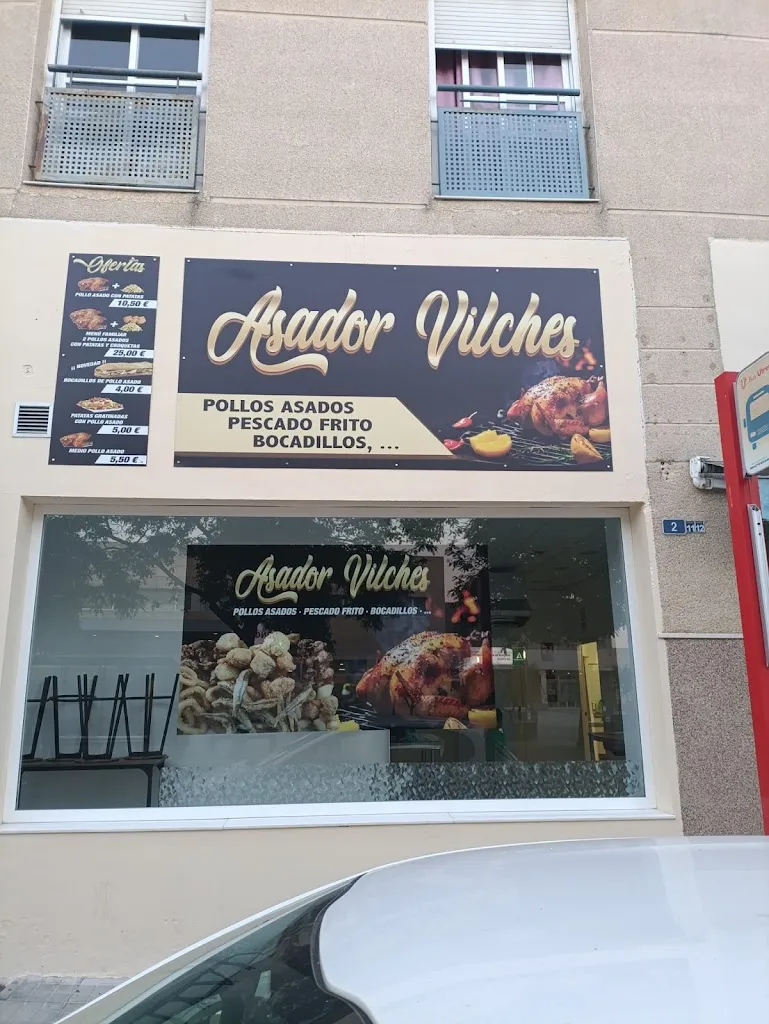 Ofertas
POLLO ASADO CON PATATAS
10,50 €
MENÚ FAMILIAR
2 POLLOS ASADOS
CON PATATAS Y CROQUETAS
25,00 €
¡¡ NOVEDAD !!
BOCADILLOS DE POLLO ASADO
4,00 €
PATATAS GRATINADAS
CON POLLO ASADO
5,00 €
MEDIO POLLO ASADO
5,50 €
Asador Vilches
POLLOS ASADOS
PESCADO FRITO
BOCADILLOS, ...
2 11|12
Asador Vilches
POLLOS ASADOS · PESCADO FRITO · BOCADILLOS · ...